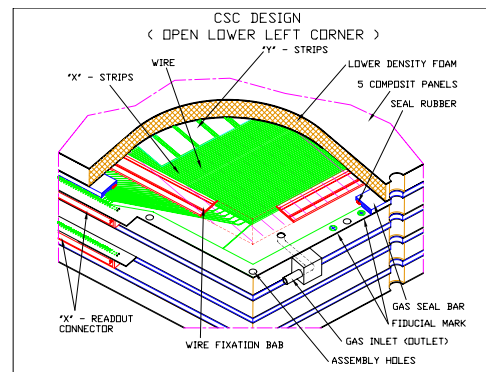 CSC DESIGN
( OPEN LOWER LEFT CORNER )
"Y" - STRIPS
WIRE
LOWER DENSITY FOAM
"X" - STRIPS
5 COMPOSIT PANELS
SEAL RUBBER
"X" - READOUT
CONNECTOR
GAS SEAL BAR
FIDUCIAL MARK
GAS INLET (OUTLET)
WIRE FIXATION BAB
ASSEMBLY HOLES